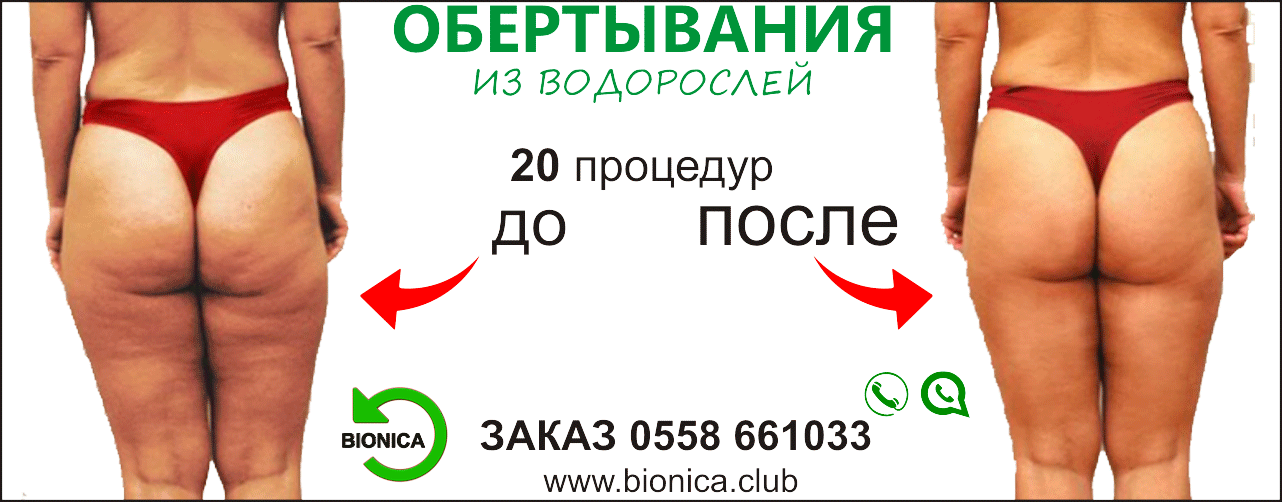 ОБЕРТЫВАНИЯ
ИЗ ВОДОРОСЛЕЙ
20 процедур
до после
BIONICA
ЗАКАЗ 0558 661033
www.bionica.club